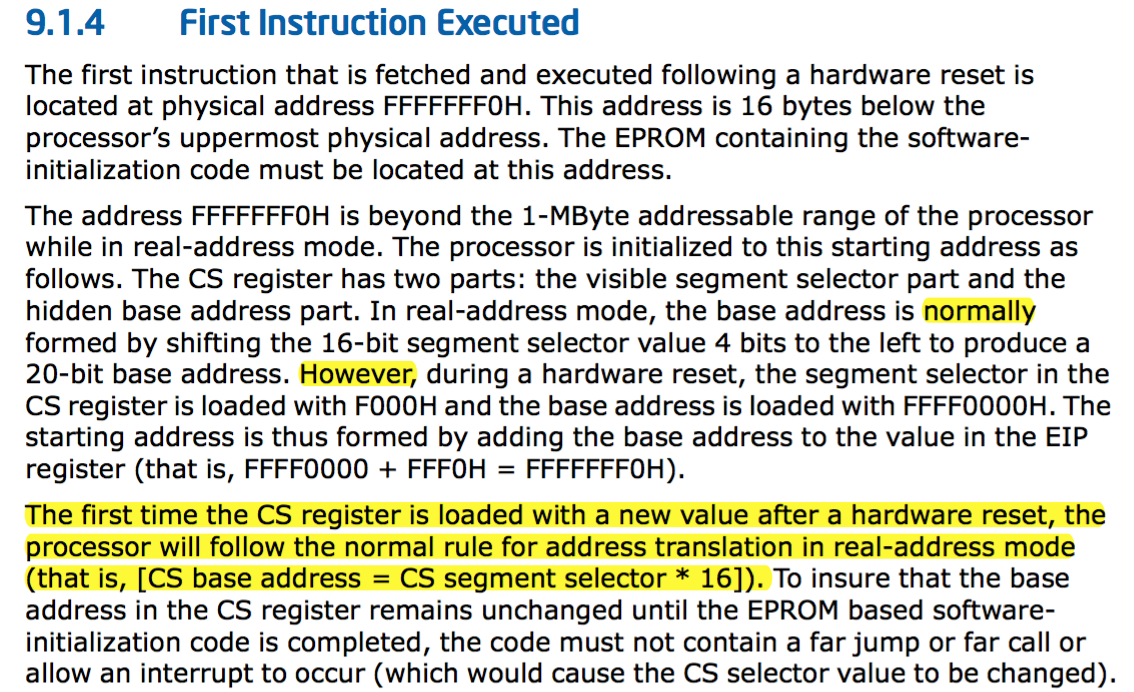 9.1.4 First Instruction Executed
The first instruction that is fetched and executed following a hardware reset is
located at physical address FFFFFFF0H. This address is 16 bytes below the
processor’s uppermost physical address. The EPROM containing the software-
initialization code must be located at this address.
The address FFFFFFF0H is beyond the 1-MByte addressable range of the processor
while in real-address mode. The processor is initialized to this starting address as
follows. The CS register has two parts: the visible segment selector part and the
hidden base address part. In real-address mode, the base address is normally
formed by shifting the 16-bit segment selector value 4 bits to the left to produce a
20-bit base address. However, during a hardware reset, the segment selector in the
CS register is loaded with F000H and the base address is loaded with FFFF0000H. The
starting address is thus formed by adding the base address to the value in the EIP
register (that is, FFFF0000 + FFF0H = FFFFFFF0H).
The first time the CS register is loaded with a new value after a hardware reset, the
processor will follow the normal rule for address translation in real-address mode
(that is, [CS base address = CS segment selector * 16]). To insure that the base
address in the CS register remains unchanged until the EPROM based software-
initialization code is completed, the code must not contain a far jump or far call or
allow an interrupt to occur (which would cause the CS selector value to be changed).